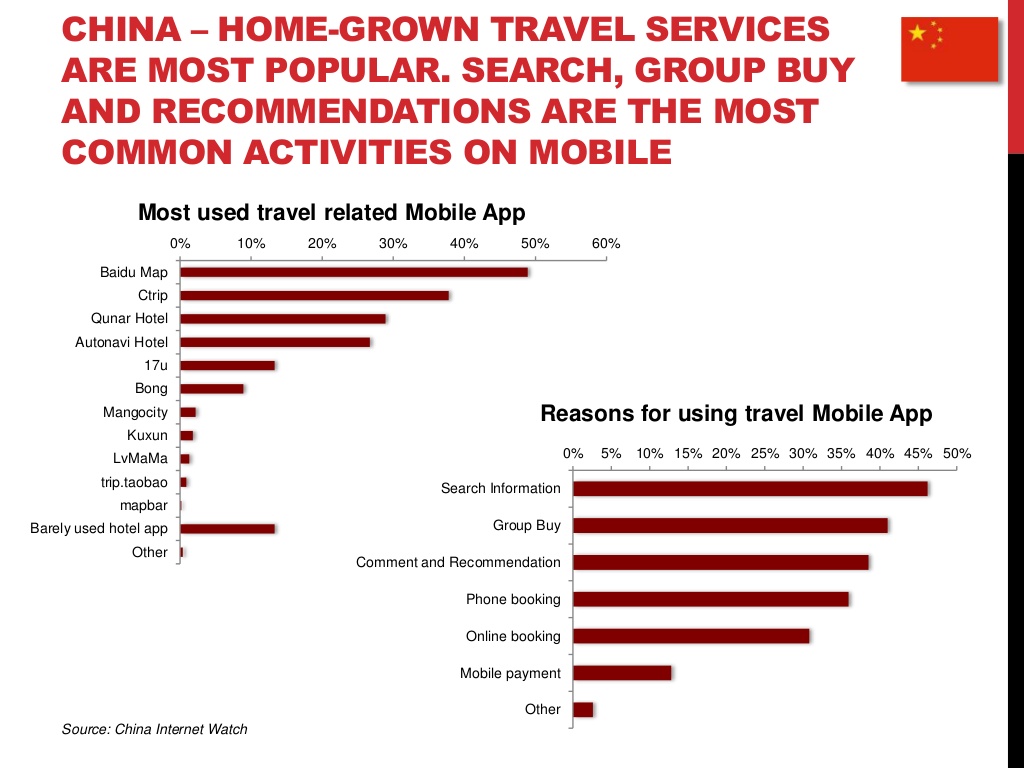 CHINA – HOME-GROWN TRAVEL SERVICES
ARE MOST POPULAR. SEARCH, GROUP BUY
AND RECOMMENDATIONS ARE THE MOST
COMMON ACTIVITIES ON MOBILE
Most used travel related Mobile App
0% 10% 20% 30% 40% 50% 60%
Baidu Map
Ctrip
Qunar Hotel
Autonavi Hotel
17u
Bong
Mangocity
Kuxun
LvMaMa
trip.taobao
mapbar
Barely used hotel app
Other
Reasons for using travel Mobile App
0% 5% 10% 15% 20% 25% 30% 35% 40% 45% 50%
Search Information
Group Buy
Comment and Recommendation
Phone booking
Online booking
Mobile payment
Other
Source: China Internet Watch